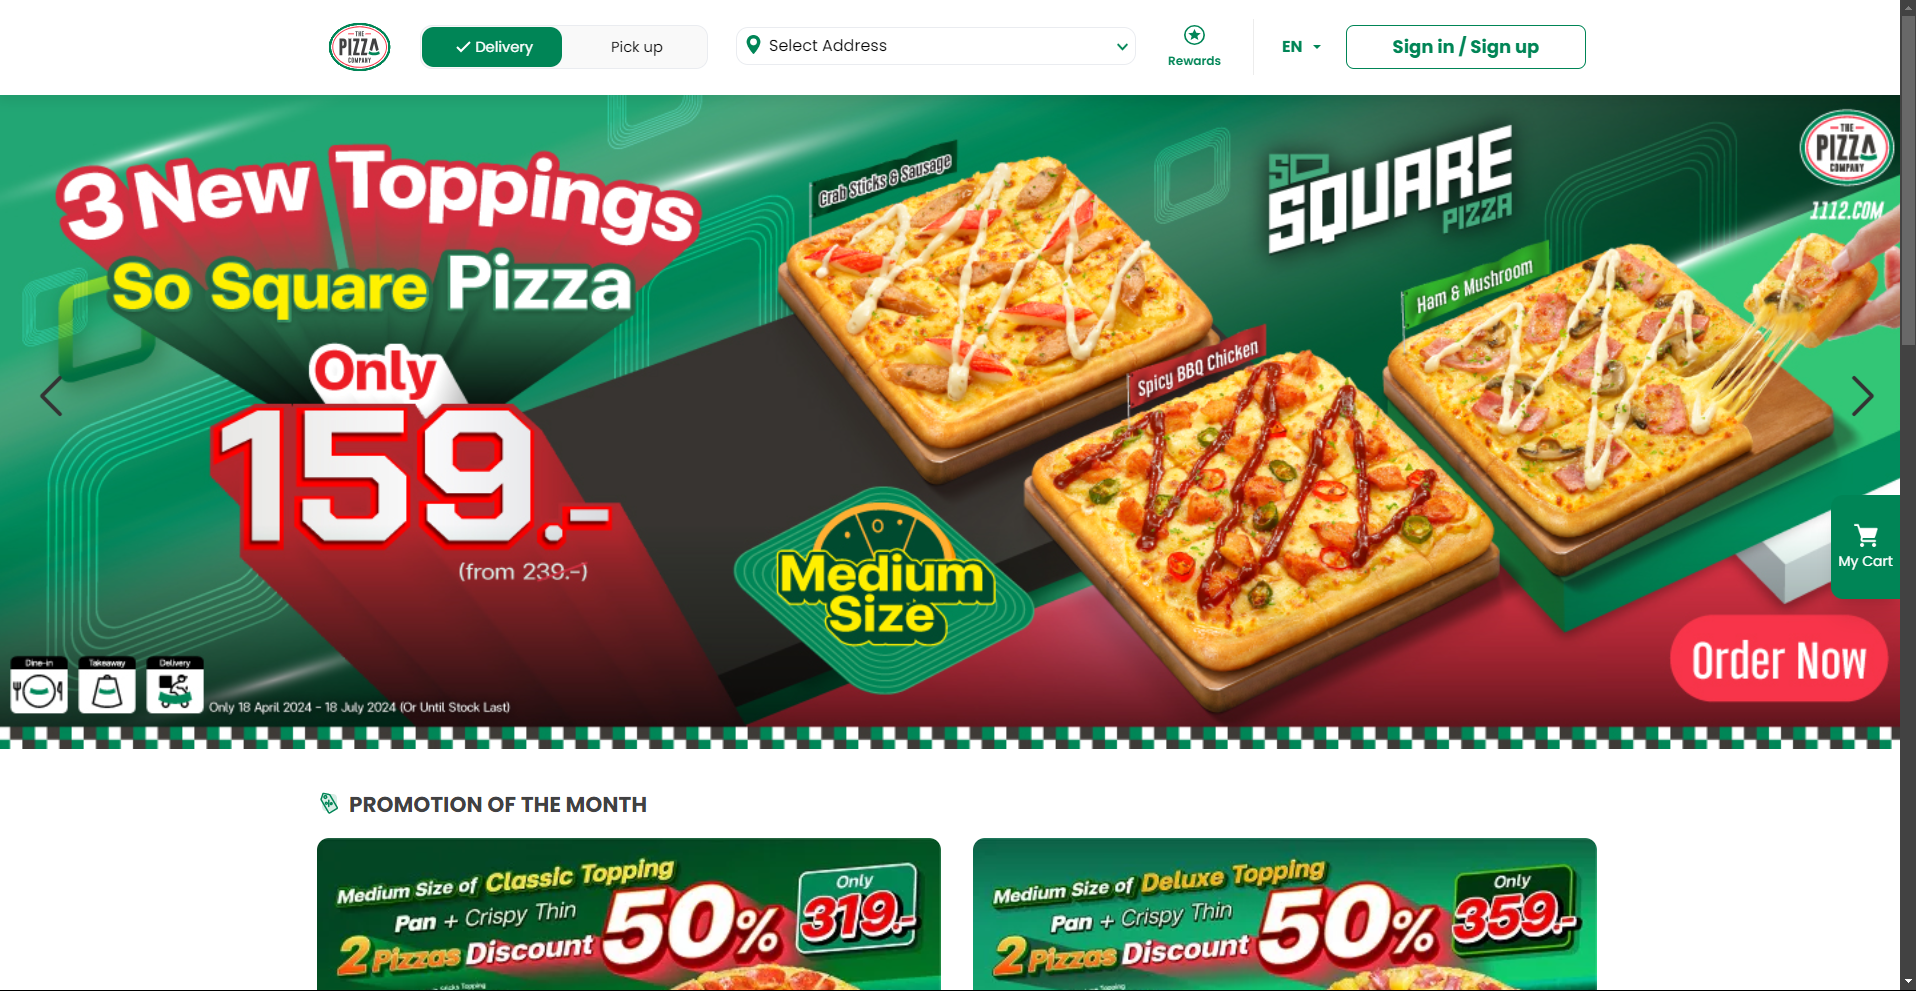 THE
PIZZA
COMPANY
Delivery
Pick up
Select Address
Rewards
EN
Sign in / Sign up
3 New Toppings
So Square Pizza
Only
159.-
(from 239.-)
Crab Sticks & Sausage
SO
SQUARE
PIZZA
THE
PIZZA
COMPANY
1112.COM
Ham & Mushroom
Spicy BBQ Chicken
Medium
Size
My Cart
Order Now
Dine-in
Takeaway
Delivery
Only 18 April 2024 - 18 July 2024 (Or Until Stock Last)
PROMOTION OF THE MONTH
Medium Size of Classic Topping
Pan + Crispy Thin
2 Pizzas Discount 50%
Only
319.-
Medium Size of Deluxe Topping
Pan + Crispy Thin
2 Pizzas Discount 50%
Only
359.-